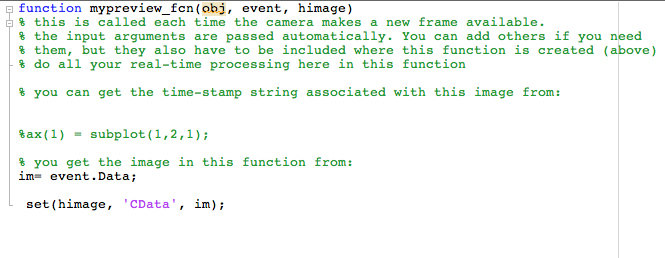 function mypreview_fcn(obj, event, himage)
% this is called each time the camera makes a new frame available.
% the input arguments are passed automatically. You can add others if you need
% them, but they also have to be included where this function is created (above)
% do all your real-time processing here in this function
% you can get the time-stamp string associated with this image from:
%ax(1) = subplot(1,2,1);
% you get the image in this function from:
im= event.Data;
set(himage, 'CData', im);